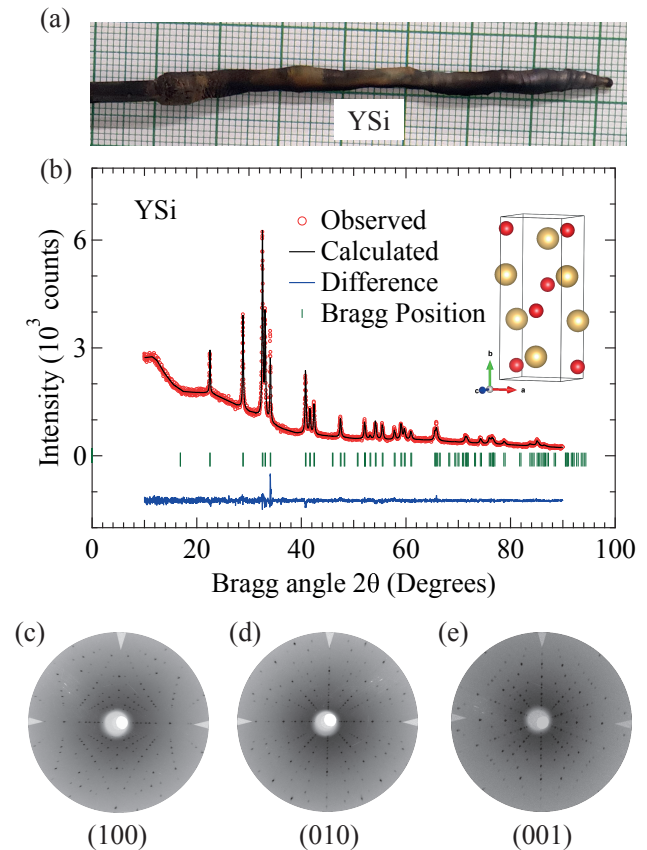 (a)
YSi
(b)
YSi
Observed
Calculated
Difference
Bragg Position
b
c
a
Intensity (10³ counts)
6
3
0
0
20
40
60
80
100
Bragg angle 2θ (Degrees)
(c)
(d)
(e)
(100)
(010)
(001)